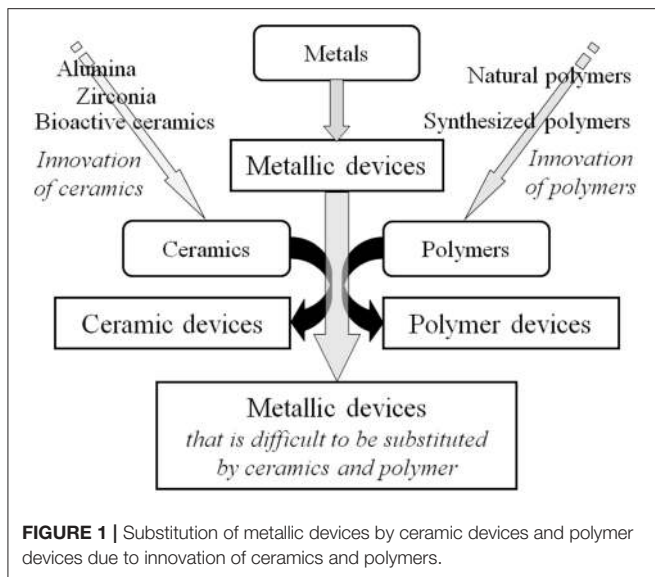 Metals
Alumina
Zirconia
Bioactive ceramics
Innovation
of ceramics
Natural polymers
Synthesized polymers
Innovation
of polymers
Metallic devices
Ceramics
Polymers
Ceramic devices
Polymer devices
Metallic devices
that is difficult to be substituted
by ceramics and polymer
FIGURE 1 | Substitution of metallic devices by ceramic devices and polymer
devices due to innovation of ceramics and polymers.